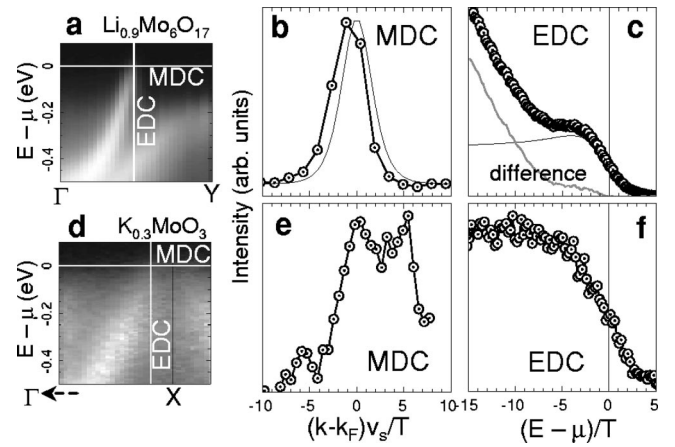 a Li0.9Mo6O17
E − μ (eV)
0
-0.2
-0.4
MDC
EDC
Γ Y
d K0.3MoO3
MDC
E − μ (eV)
0
-0.2
-0.4
EDC
Γ X
Intensity (arb. units)
b MDC
EDC c
difference
e
MDC
f
EDC
-10 -5 0 5 10
(k-kF)vs/T
-15 -10 -5 0 5
(E − μ)/T